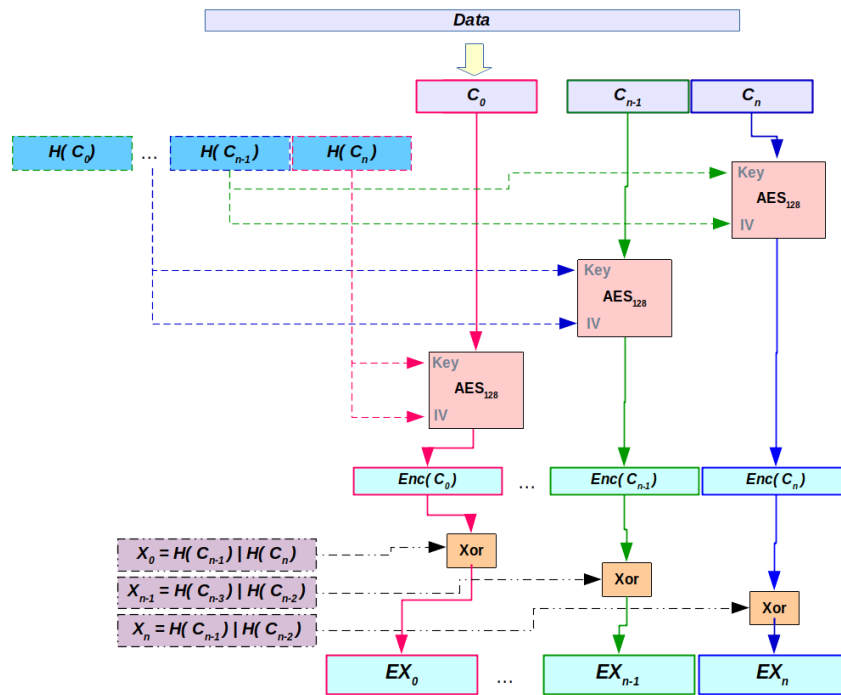 Data
C0 Cn-1 Cn
H( C0) ... H( Cn-1) H( Cn)
Key
AES128
IV
Key
AES128
IV
Key
AES128
IV
Enc( C0) ... Enc( Cn-1) Enc( Cn)
X0 = H( Cn-1) | H( Cn) Xor
Xn-1 = H( Cn-3) | H( Cn-2) Xor
Xn = H( Cn-1) | H( Cn-2) Xor
EX0 ... EXn-1 EXn